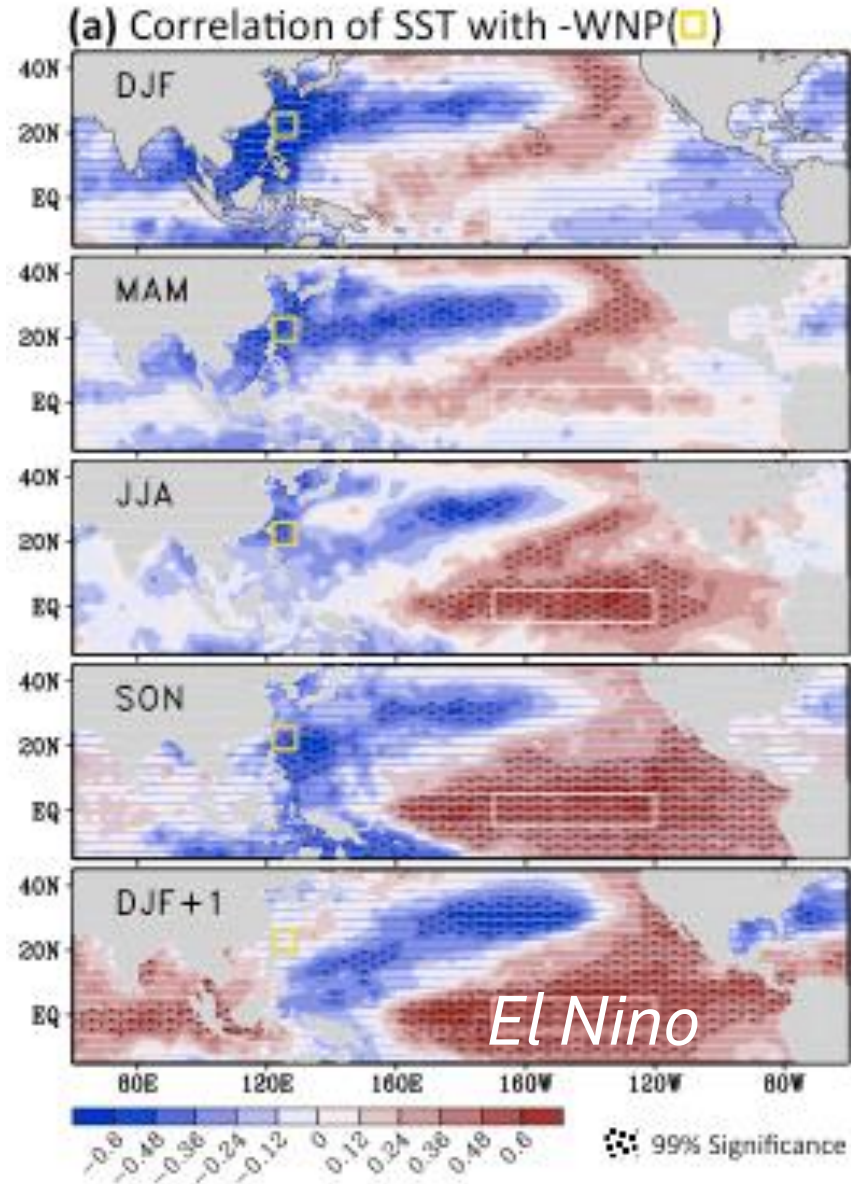 (a) Correlation of SST with -WNP(□)
40N
DJF
20N
EQ
40N
MAM
20N
EQ
40N
JJA
20N
EQ
40N
SON
20N
EQ
40N
DJF+1
20N
EQ
El Nino
80E 120E 160E 160W 120W 80W
-0.6 -0.48 -0.36 -0.24 -0.12 0 0.12 0.24 0.36 0.48 0.6
99% Significance